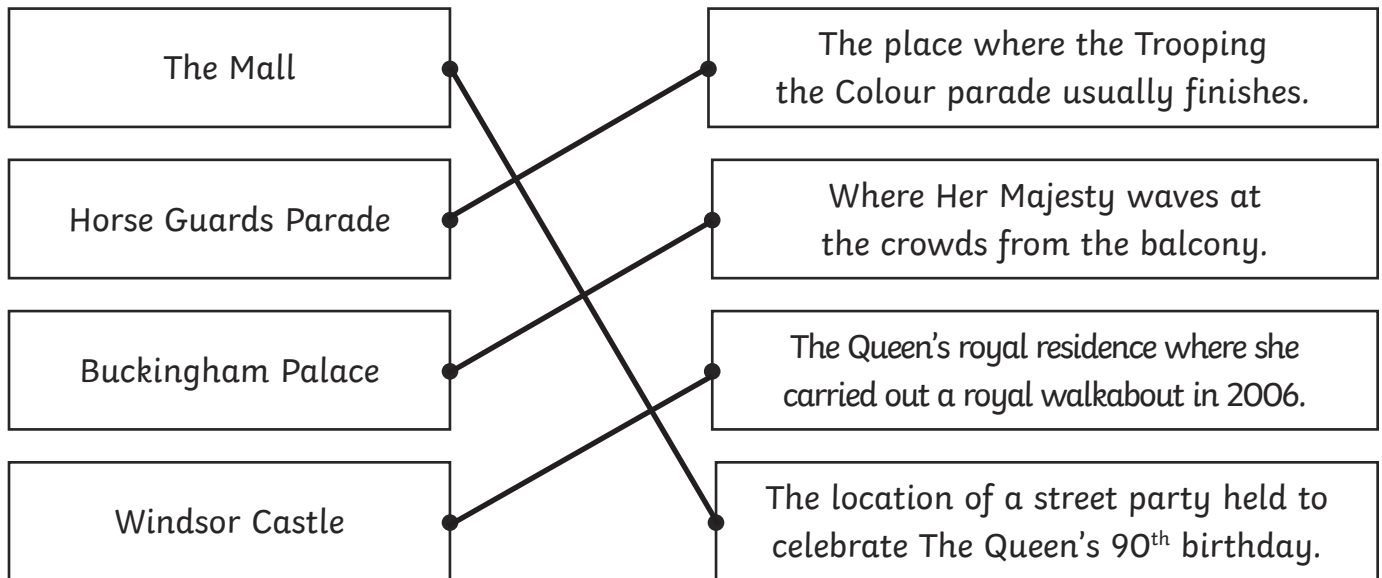 The Mall
The place where the Trooping
the Colour parade usually finishes.
Horse Guards Parade
Where Her Majesty waves at
the crowds from the balcony.
Buckingham Palace
The Queen's royal residence where she
carried out a royal walkabout in 2006.
Windsor Castle
The location of a street party held to
celebrate The Queen's 90th birthday.